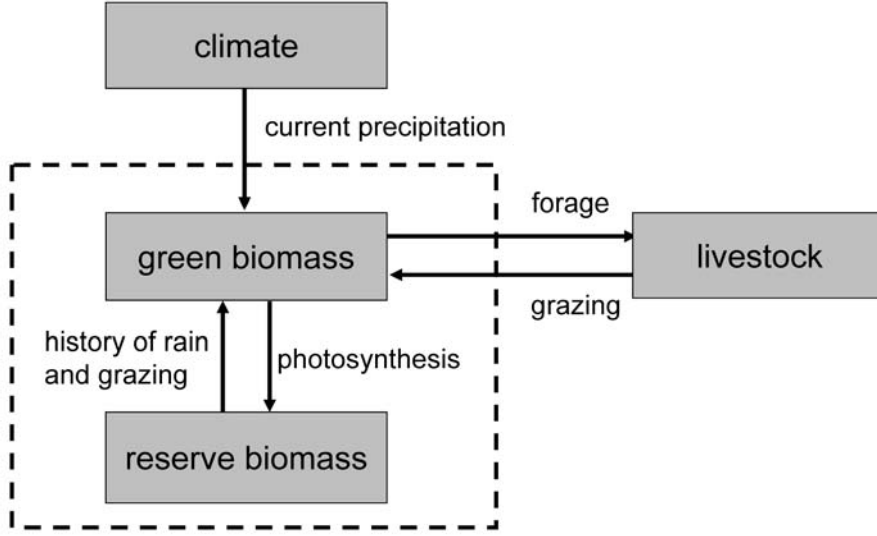 climate
current precipitation
forage
green biomass
livestock
grazing
history of rain
and grazing
photosynthesis
reserve biomass